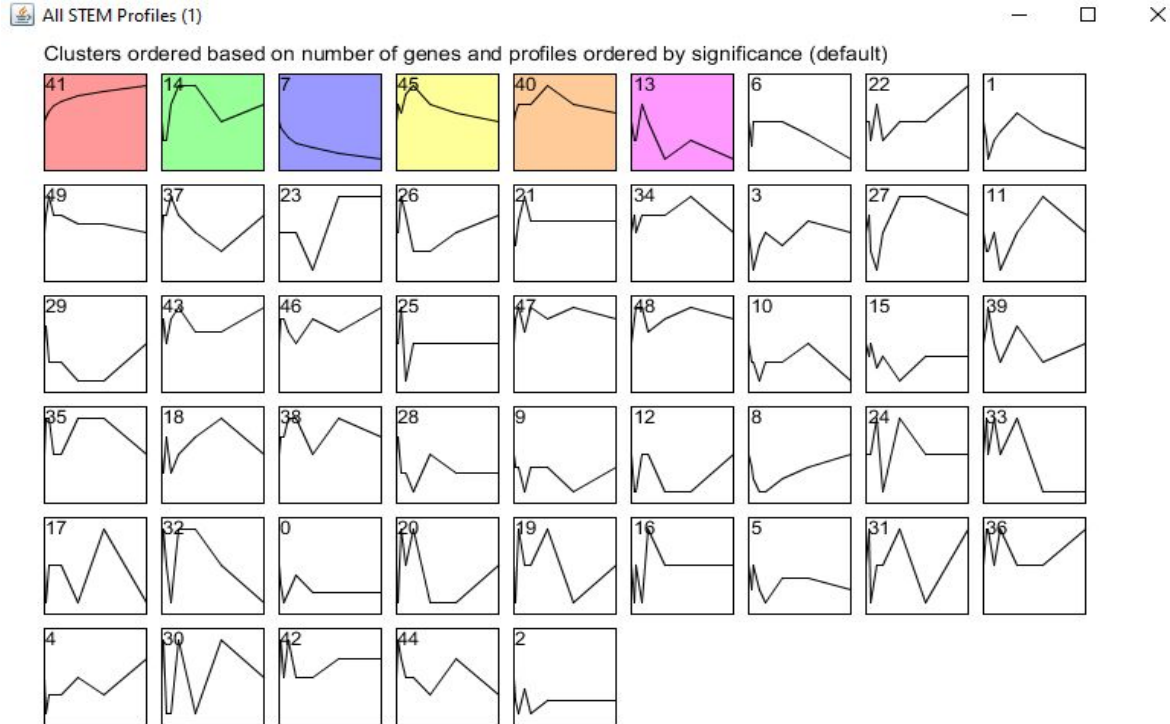 All STEM Profiles (1)
Clusters ordered based on number of genes and profiles ordered by significance (default)
41 14 7 45 40 13 6 22 1
49 37 23 26 21 34 3 27 11
29 43 46 25 47 48 10 15 39
35 18 38 28 9 12 8 24 33
17 32 0 20 19 16 5 31 36
4 30 42 44 2